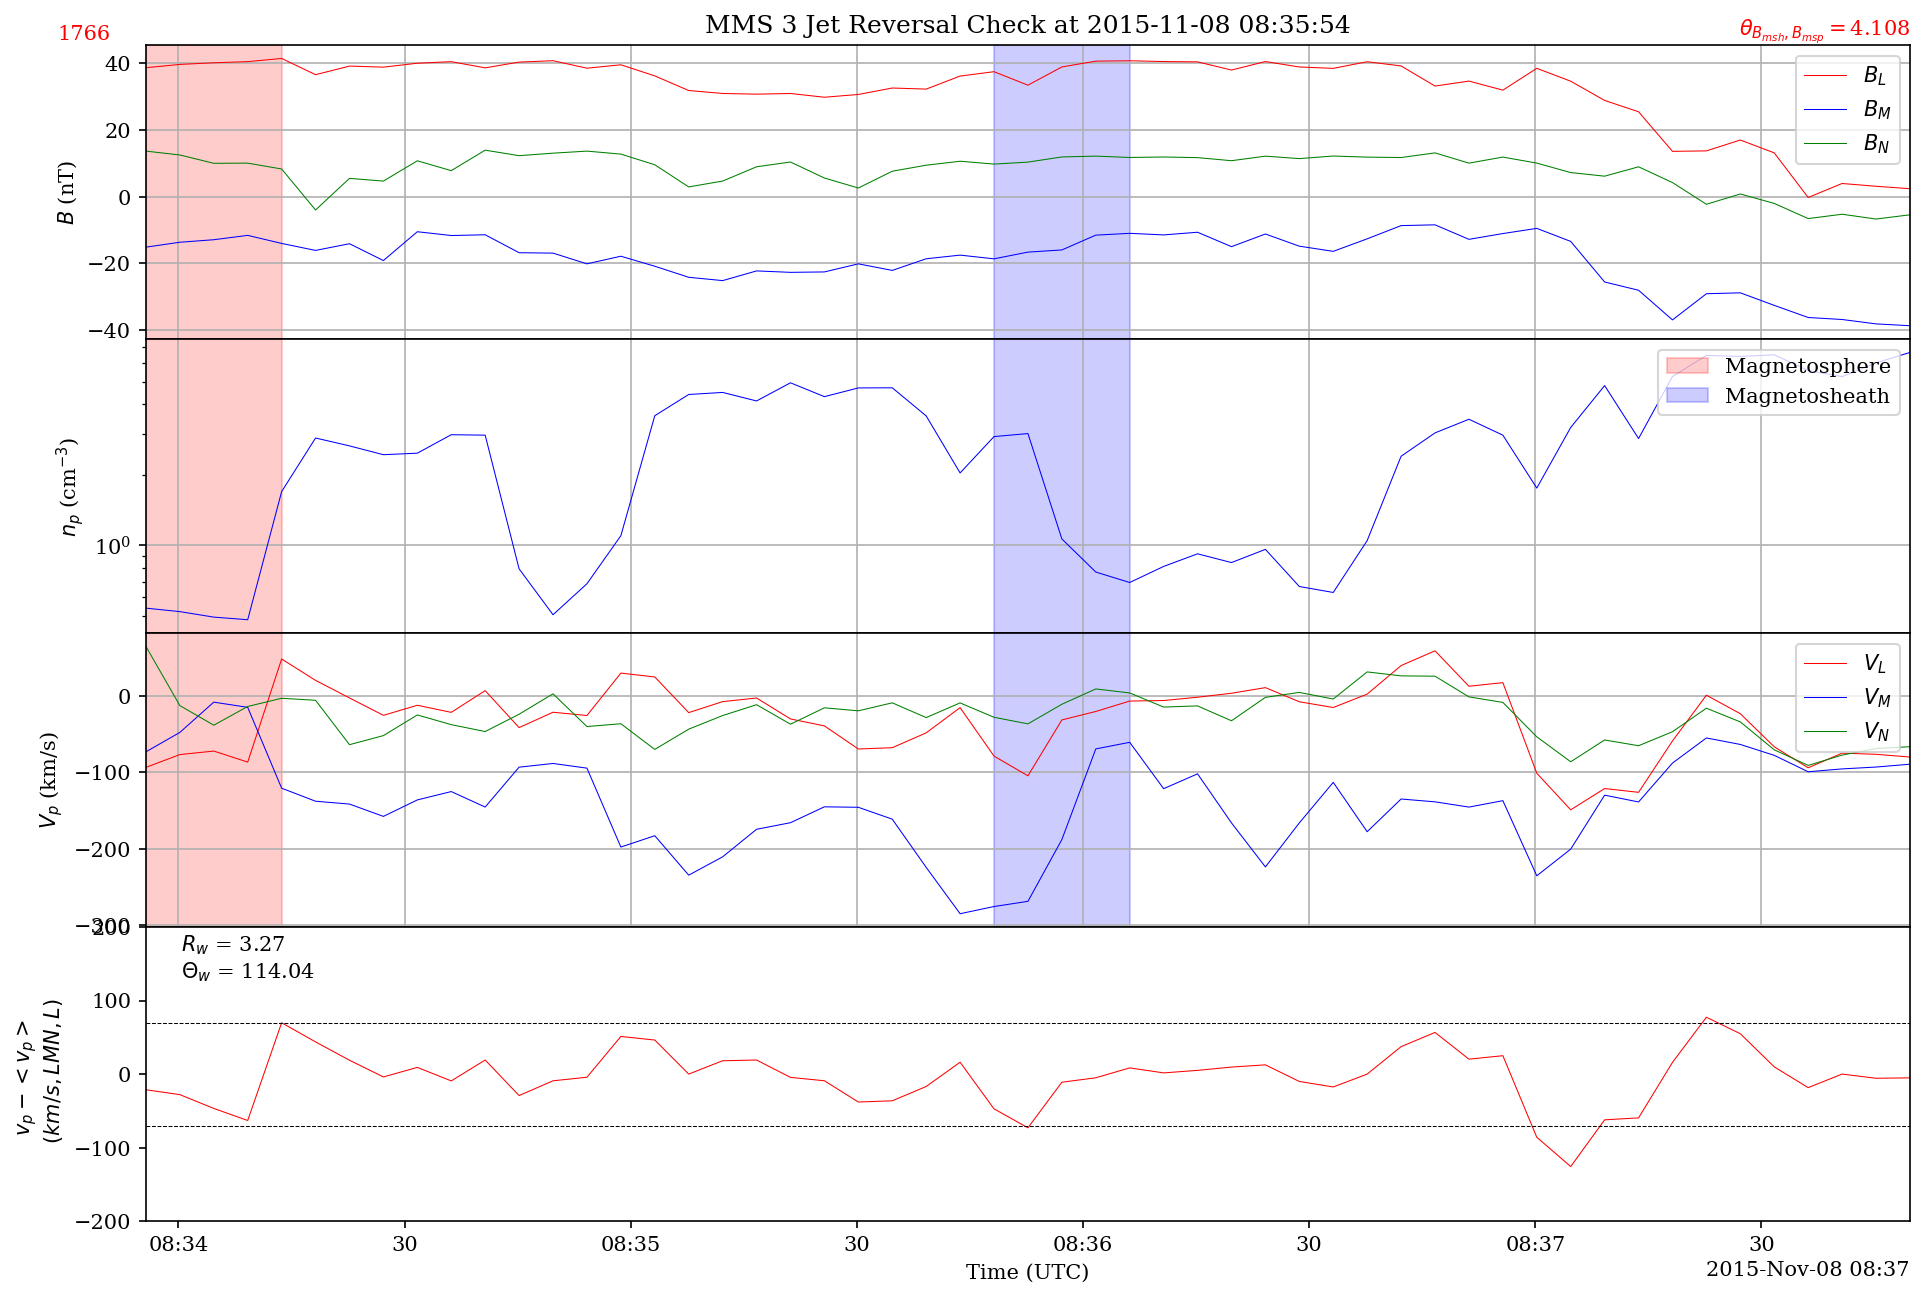 1766
MMS 3 Jet Reversal Check at 2015-11-08 08:35:54
θ_{B_{msh}, B_{msp}} = 4.108
40
20
0
−20
−40
B (nT)
B_L
B_M
B_N
10^0
n_p (cm^{−3})
Magnetosphere
Magnetosheath
0
−100
−200
−300
V_p (km/s)
V_L
V_M
V_N
200
100
0
−100
−200
v_p − < v_p >
(km/s, LMN, L)
R_w = 3.27
Θ_w = 114.04
08:34
30
08:35
30
08:36
30
08:37
30
Time (UTC)
2015-Nov-08 08:37